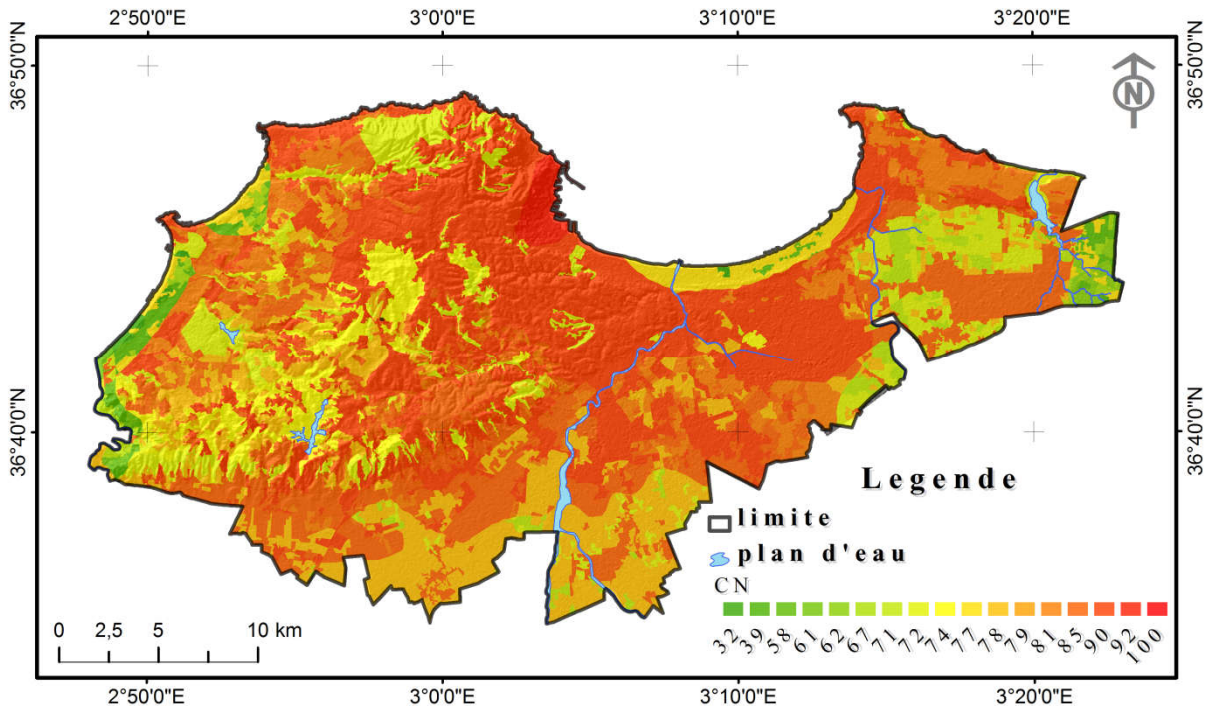 2°50'0"E 3°0'0"E 3°10'0"E 3°20'0"E
36°50'0"N 36°50'0"N
N
36°40'0"N 36°40'0"N
Legende
limite
plan d'eau
CN
32 39 58 61 62 67 71 72 74 77 78 79 81 85 90 92 100
0 2,5 5 10 km
2°50'0"E 3°0'0"E 3°10'0"E 3°20'0"E